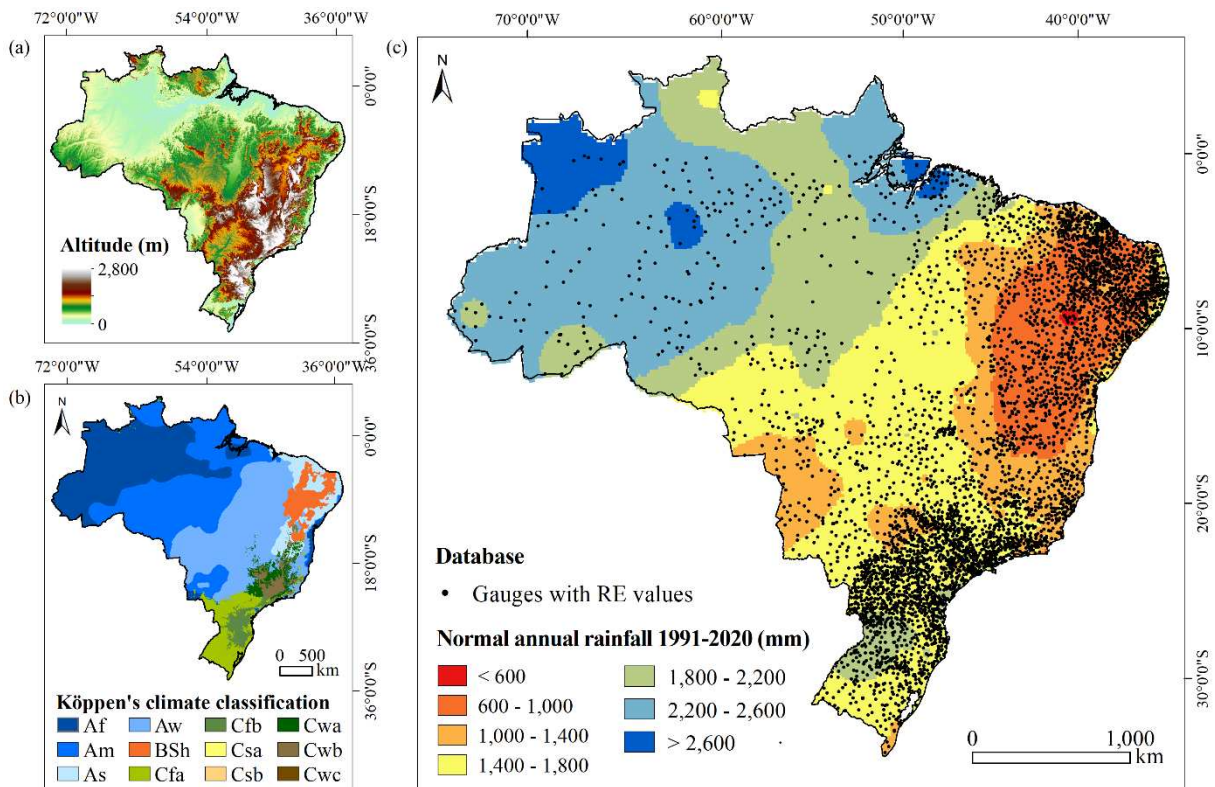 (a)
72°0'0"W 54°0'0"W 36°0'0"W
0°0'0"
18°0'0"S
36°0'0"S
Altitude (m)
2,800
0
(b)
72°0'0"W 54°0'0"W 36°0'0"W
N
0°0'0"
18°0'0"S
36°0'0"S
0 500
km
Köppen's climate classification
Af Aw Cfb Cwa
Am BSh Csa Cwb
As Cfa Csb Cwc
(c)
70°0'0"W 60°0'0"W 50°0'0"W 40°0'0"W
N
0°0'0"
10°0'0"S
20°0'0"S
30°0'0"S
Database
Gauges with RE values
Normal annual rainfall 1991-2020 (mm)
< 600
600 - 1,000
1,000 - 1,400
1,400 - 1,800
1,800 - 2,200
2,200 - 2,600
> 2,600
0 1,000
km